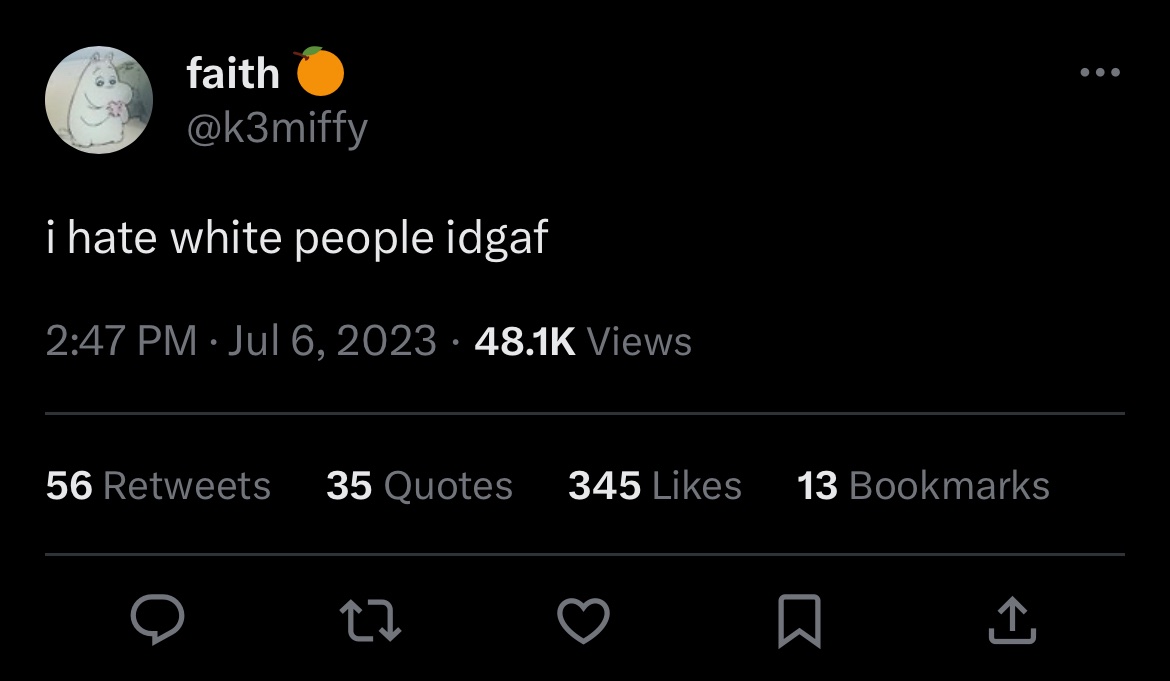 faith 🍊
@k3miffy
i hate white people idgaf
2:47 PM · Jul 6, 2023 · 48.1K Views
56 Retweets 35 Quotes 345 Likes 13 Bookmarks